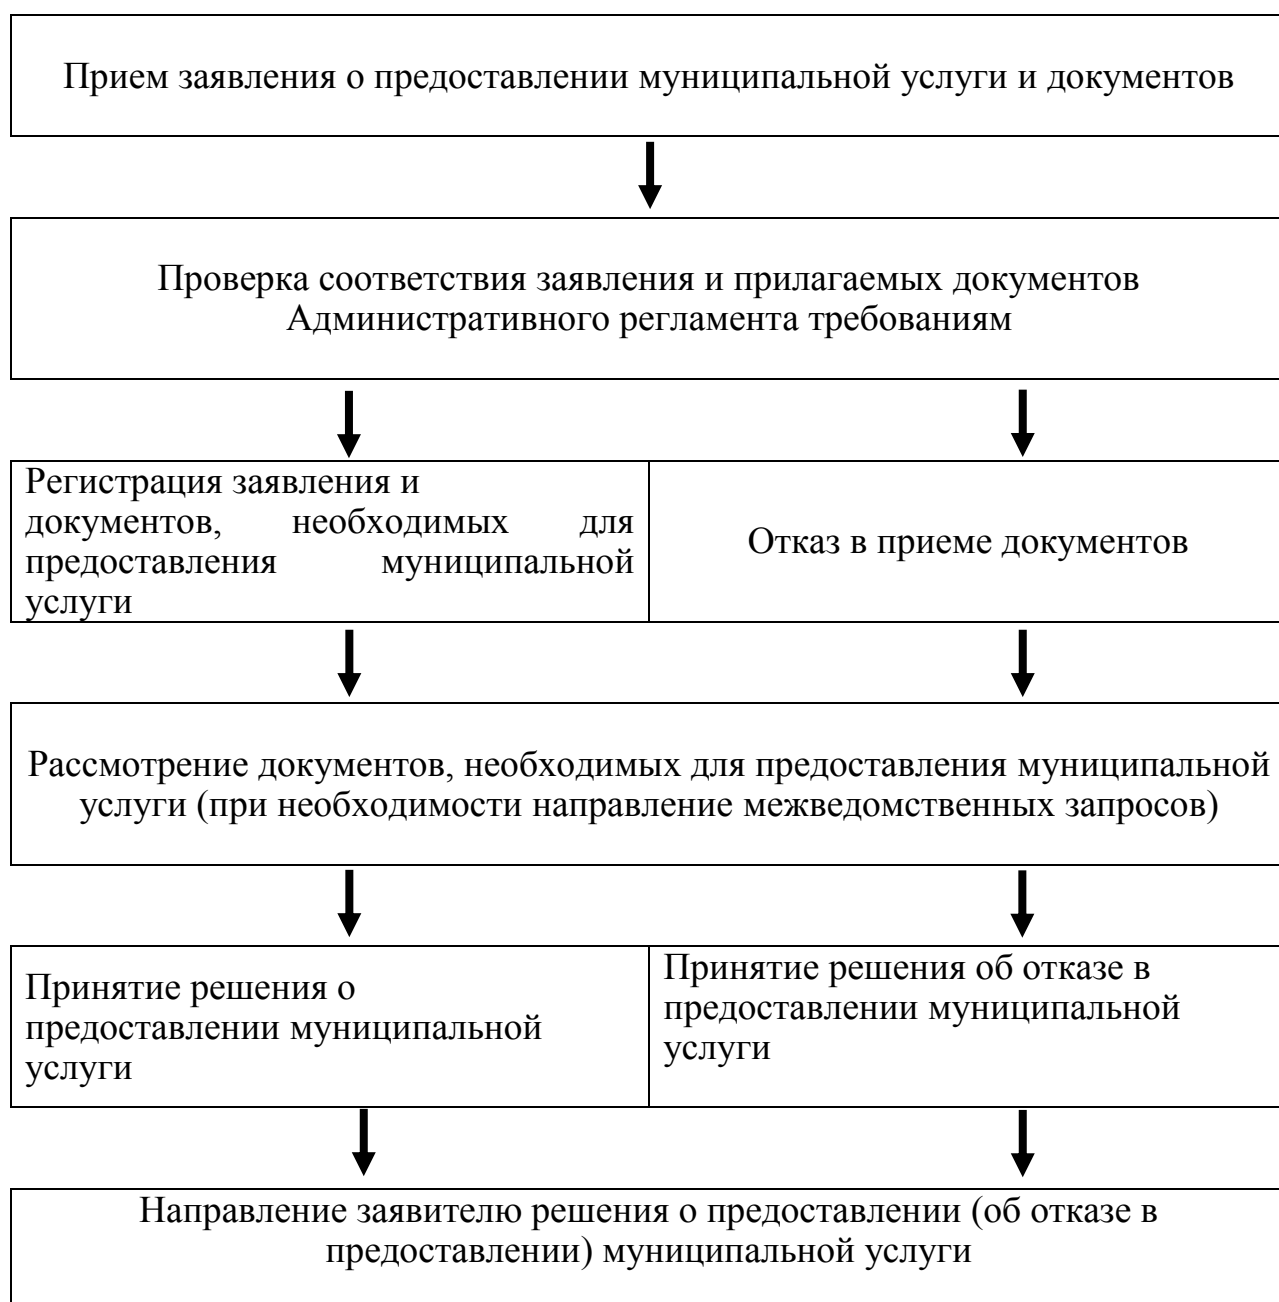 Прием заявления о предоставлении муниципальной услуги и документов
Проверка соответствия заявления и прилагаемых документов
Административного регламента требованиям
Регистрация заявления и
документов, необходимых для
предоставления муниципальной
услуги
Отказ в приеме документов
Рассмотрение документов, необходимых для предоставления муниципальной
услуги (при необходимости направление межведомственных запросов)
Принятие решения о
предоставлении муниципальной
услуги
Принятие решения об отказе в
предоставлении муниципальной
услуги
Направление заявителю решения о предоставлении (об отказе в
предоставлении) муниципальной услуги